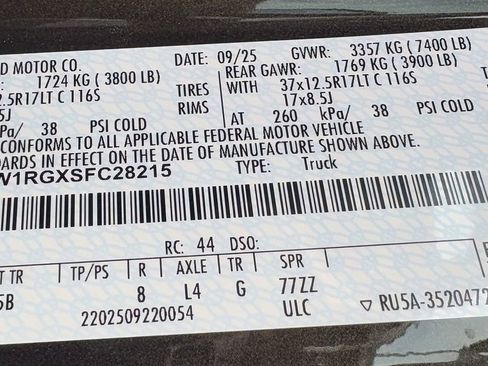 D MOTOR CO. DATE: 09/25 GVWR: 3357 KG ( 7400 LB)
: 1724 KG ( 3800 LB) REAR GAWR: 1769 KG ( 3900 LB)
2.5R17LT C 116S TIRES WITH 37x12.5R17LT C 116S
5J RIMS 17x8.5J
kPa/ 38 PSI COLD AT 260 kPa/ 38 PSI COLD
CONFORMS TO ALL APPLICABLE FEDERAL MOTOR VEHICLE
ARDS IN EFFECT ON THE DATE OF MANUFACTURE SHOWN ABOVE.
W1RGXSFC28215 TYPE: Truck
RC: 44 DSO:
T TR TP/PS R AXLE TR SPR
5B 8 L4 G 77ZZ
2202509220054 ULC ▽ RU5A-3520472